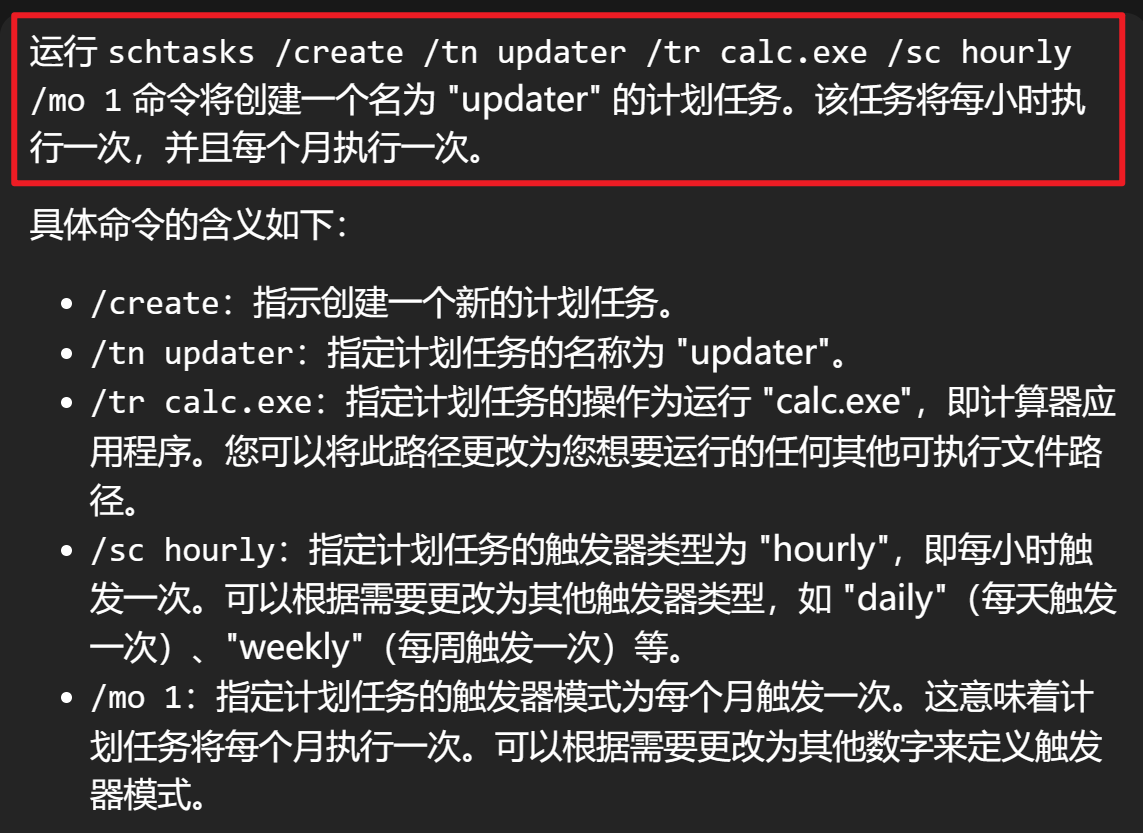 运行 schtasks /create /tn updater /tr calc.exe /sc hourly
/mo 1 命令将创建一个名为 "updater" 的计划任务。该任务将每小时执
行一次，并且每个月执行一次。
具体命令的含义如下：
• /create：指示创建一个新的计划任务。
• /tn updater：指定计划任务的名称为 "updater"。
• /tr calc.exe：指定计划任务的操作为运行 "calc.exe"，即计算器应
用程序。您可以将此路径更改为您想要运行的任何其他可执行文件路
径。
• /sc hourly：指定计划任务的触发器类型为 "hourly"，即每小时触
发一次。可以根据需要更改为其他触发器类型，如 "daily"（每天触发
一次）、"weekly"（每周触发一次）等。
• /mo 1：指定计划任务的触发器模式为每个月触发一次。这意味着计
划任务将每个月执行一次。可以根据需要更改为其他数字来定义触发
器模式。